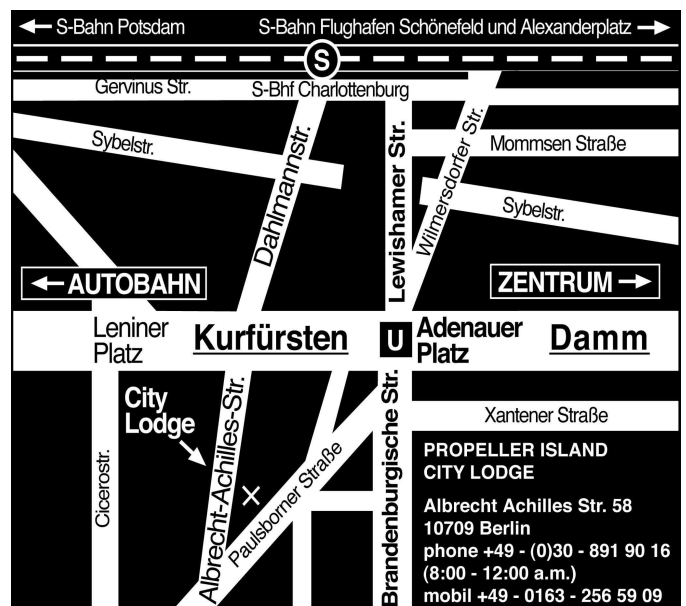 ← S-Bahn Potsdam
S-Bahn Flughafen Schönefeld und Alexanderplatz →
S
Gervinus Str.
S-Bhf Charlottenburg
Sybelstr.
Dahlmannstr.
Lewishamer Str.
Wilmersdorfer Str.
Mommsen Straße
Sybelstr.
← AUTOBAHN
ZENTRUM →
Leniner
Platz
Kurfürsten
U
Adenauer
Platz
Damm
City
Lodge
Cicerostr.
Albrecht-Achilles-Str.
Paulsborner Straße
Brandenburgische Str.
Xantener Straße
PROPELLER ISLAND
CITY LODGE
Albrecht Achilles Str. 58
10709 Berlin
phone +49 - (0)30 - 891 90 16
(8:00 - 12:00 a.m.)
mobil +49 - 0163 - 256 59 09